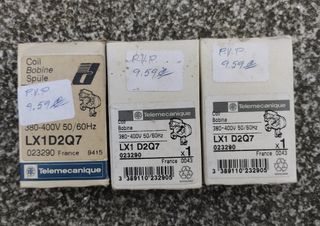 Coil
Bobine
Spule
P.V.P
9.59€
380-400V 50/60Hz
LX1D2Q7
023290 France 9415
Telemecanique
P.V.P
9.59€
Telemecanique
Coil
Bobine
380-400V 50/60Hz
LX1 D2Q7
023290
x1
France 0043
3 389110 232905
P.V.P
9.59€
Telemecanique
Coil
Bobine
380-400V 50/60Hz
LX1 D2Q7
023290
x1
France 0043
3 389110 232905